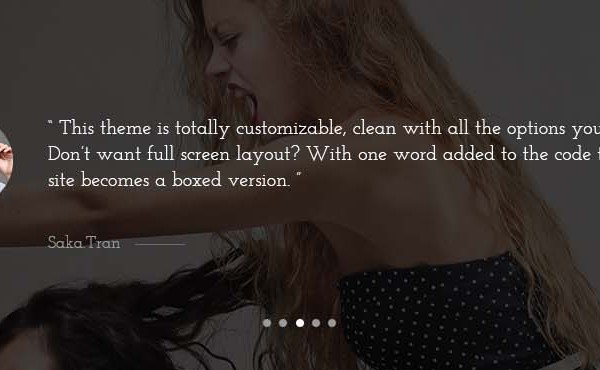 “ This theme is totally customizable, clean with all the options you
Don't want full screen layout? With one word added to the code t
site becomes a boxed version. ”
Saka Tran